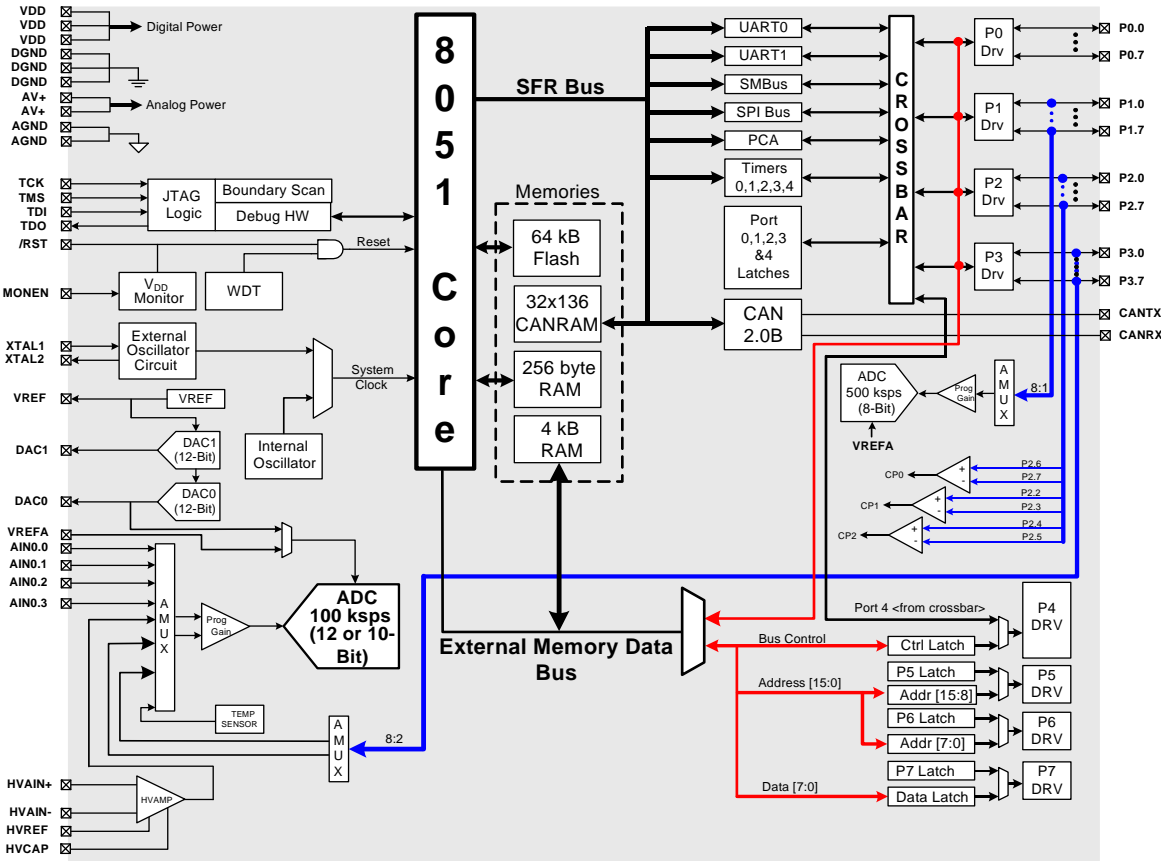 VDD
VDD
VDD
Digital Power
DGND
DGND
DGND
AV+
AV+
Analog Power
AGND
AGND
TCK
TMS
TDI
TDO
JTAG
Logic
Boundary Scan
Debug HW
/RST
Reset
MONEN
VDD
Monitor
WDT
XTAL1
XTAL2
External
Oscillator
Circuit
System
Clock
Internal
Oscillator
VREF
VREF
DAC1
DAC1
(12-Bit)
DAC0
DAC0
(12-Bit)
VREFA
AIN0.0
AIN0.1
AIN0.2
AIN0.3
AMUX
Prog
Gain
ADC
100 ksps
(12 or 10-
Bit)
TEMP
SENSOR
AMUX
8:2
HVAIN+
HVAIN-
HVREF
HVCAP
HVAMP
8051 Core
SFR Bus
Memories
64 kB
Flash
32x136
CANRAM
256 byte
RAM
4 kB
RAM
External Memory Data
Bus
UART0
UART1
SMBus
SPI Bus
PCA
Timers
0,1,2,3,4
Port
0,1,2,3
&4
Latches
CAN
2.0B
CROSSBAR
P0
Drv
P1
Drv
P2
Drv
P3
Drv
P0.0
P0.7
P1.0
P1.7
P2.0
P2.7
P3.0
P3.7
CANTX
CANRX
ADC
500 ksps
(8-Bit)
VREFA
Prog
Gain
AMUX
8:1
CP0
+
-
P2.6
P2.7
CP1
+
-
P2.2
P2.3
CP2
+
-
P2.4
P2.5
Port 4 <from crossbar>
Bus Control
Ctrl Latch
P4
DRV
Address [15:0]
P5 Latch
Addr [15:8]
P5
DRV
P6 Latch
Addr [7:0]
P6
DRV
Data [7:0]
P7 Latch
Data Latch
P7
DRV